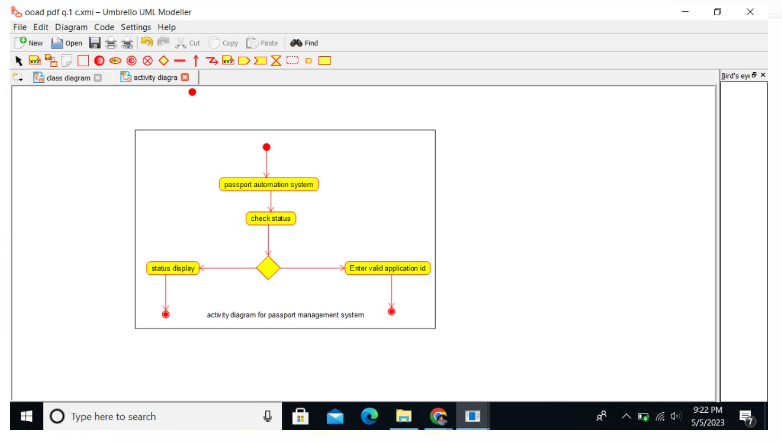 ooad pdf q.1 c.xmi – Umbrello UML Modeller
File Edit Diagram Code Settings Help
New Open Cut Copy Paste Find
class diagram activity diagra
Bird's eye
passport automation system
check status
status display
Enter valid application id
activity diagram for passport management system
Type here to search
9:22 PM
5/5/2023
7